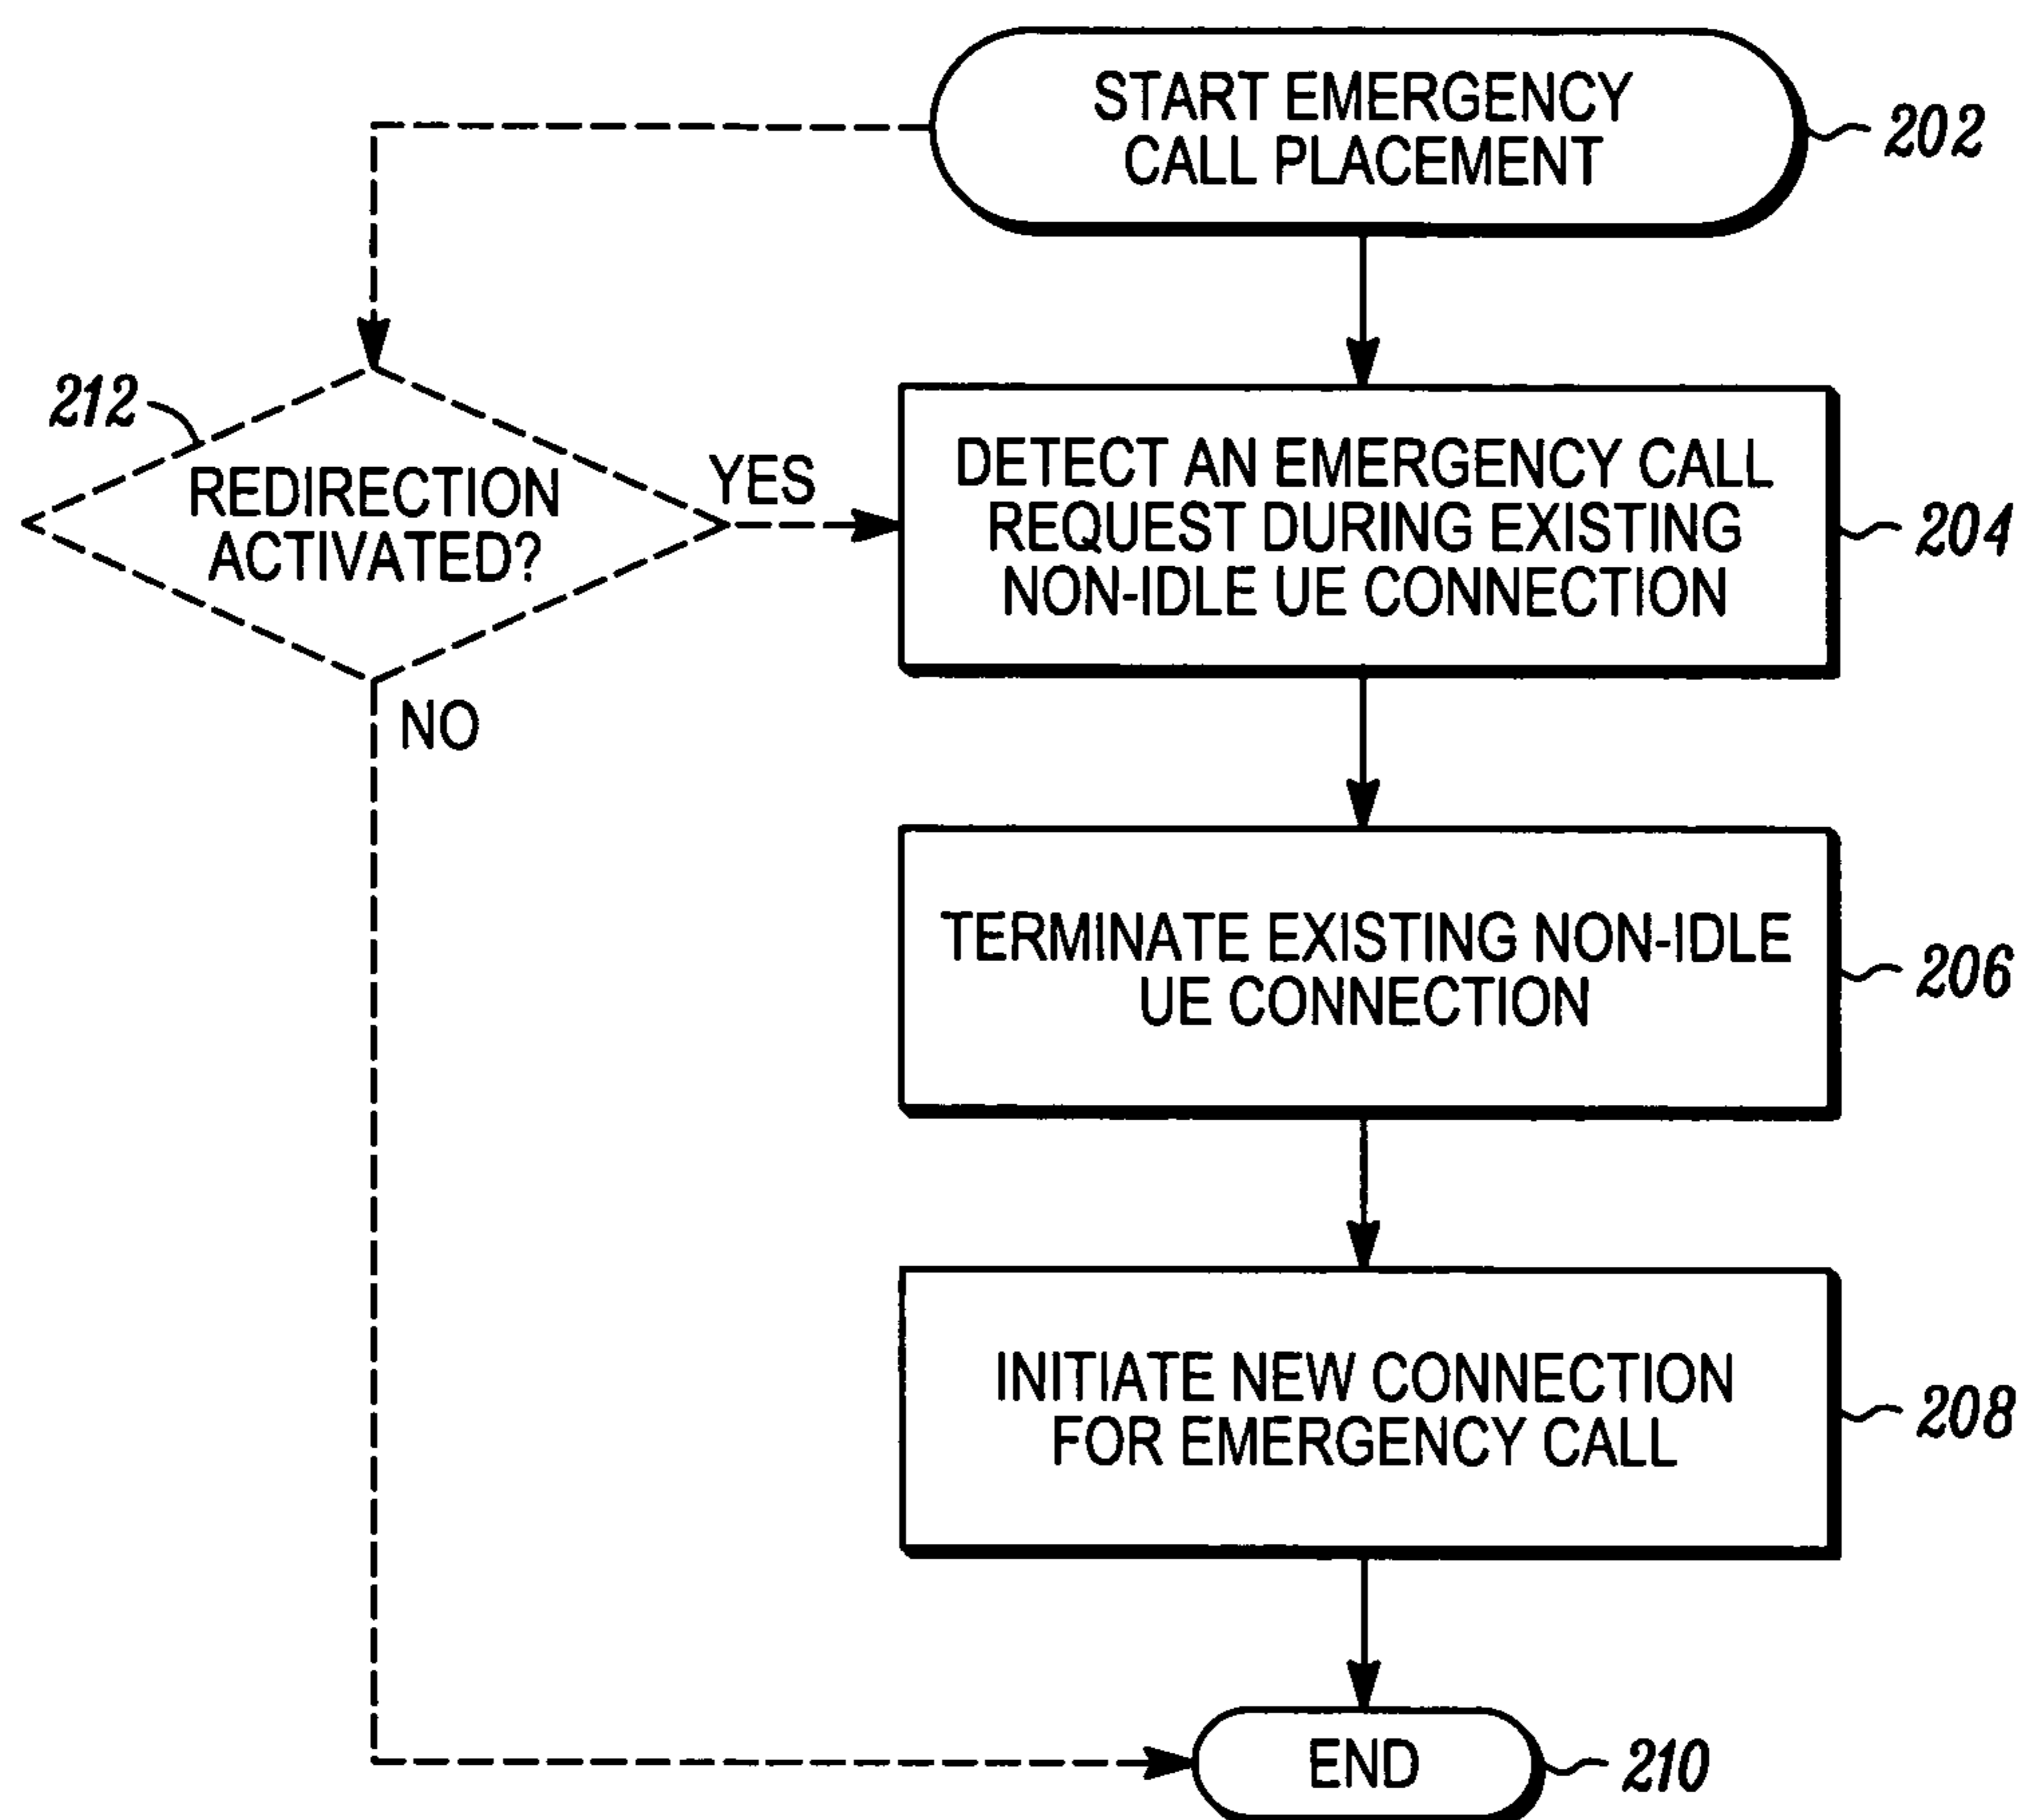 START EMERGENCY
CALL PLACEMENT
202
212
REDIRECTION
ACTIVATED?
YES
NO
DETECT AN EMERGENCY CALL
REQUEST DURING EXISTING
NON-IDLE UE CONNECTION
204
TERMINATE EXISTING NON-IDLE
UE CONNECTION
206
INITIATE NEW CONNECTION
FOR EMERGENCY CALL
208
END
210